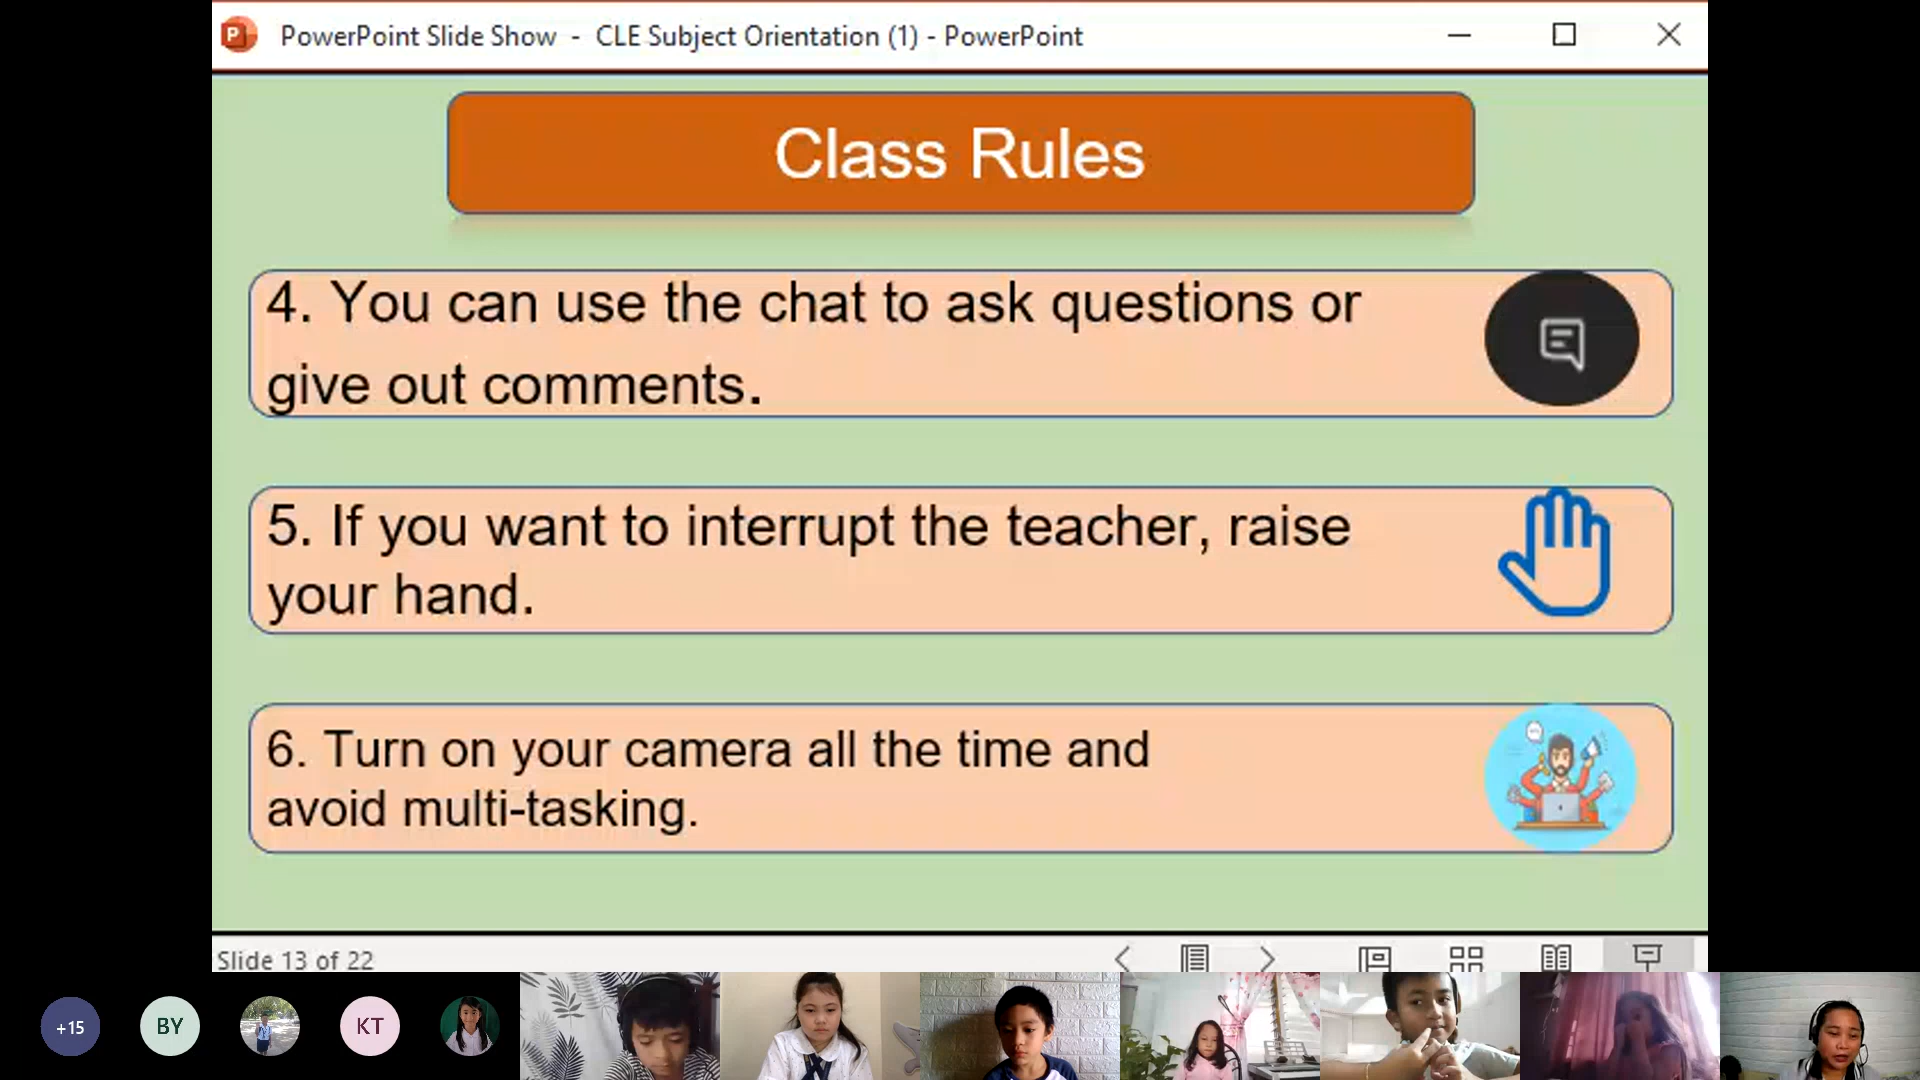 PowerPoint Slide Show - CLE Subject Orientation (1) - PowerPoint
Class Rules
4. You can use the chat to ask questions or
give out comments.
5. If you want to interrupt the teacher, raise
your hand.
6. Turn on your camera all the time and
avoid multi-tasking.
Slide 13 of 22
+15
BY
KT